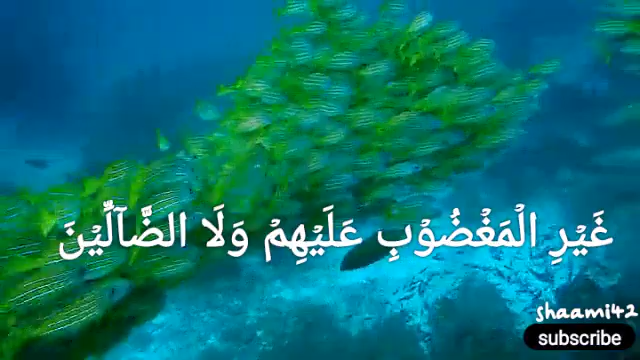 غَيْرِ الْمَغْضُوْبِ عَلَيْهِمْ وَلَا الضَّآلِّيْنَ
shaami42
subscribe